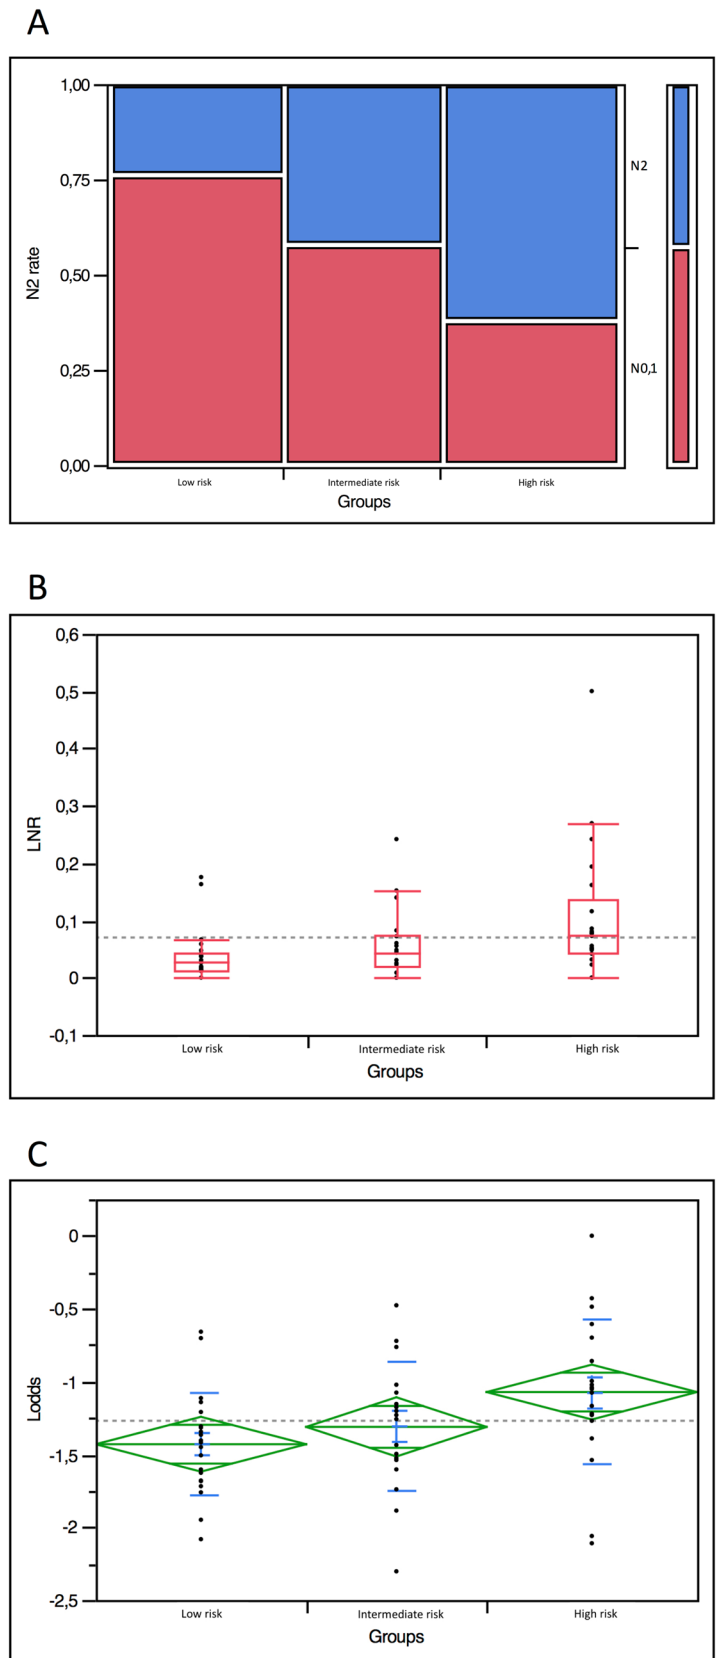 A
1,00
0,75
0,50
0,25
0,00
N2 rate
N2
N0,1
Low risk Intermediate risk High risk
Groups
B
0,6
0,5
0,4
0,3
0,2
0,1
0
-0,1
LNR
Low risk Intermediate risk High risk
Groups
C
0
-0,5
-1
-1,5
-2
-2,5
Lodds
Low risk Intermediate risk High risk
Groups